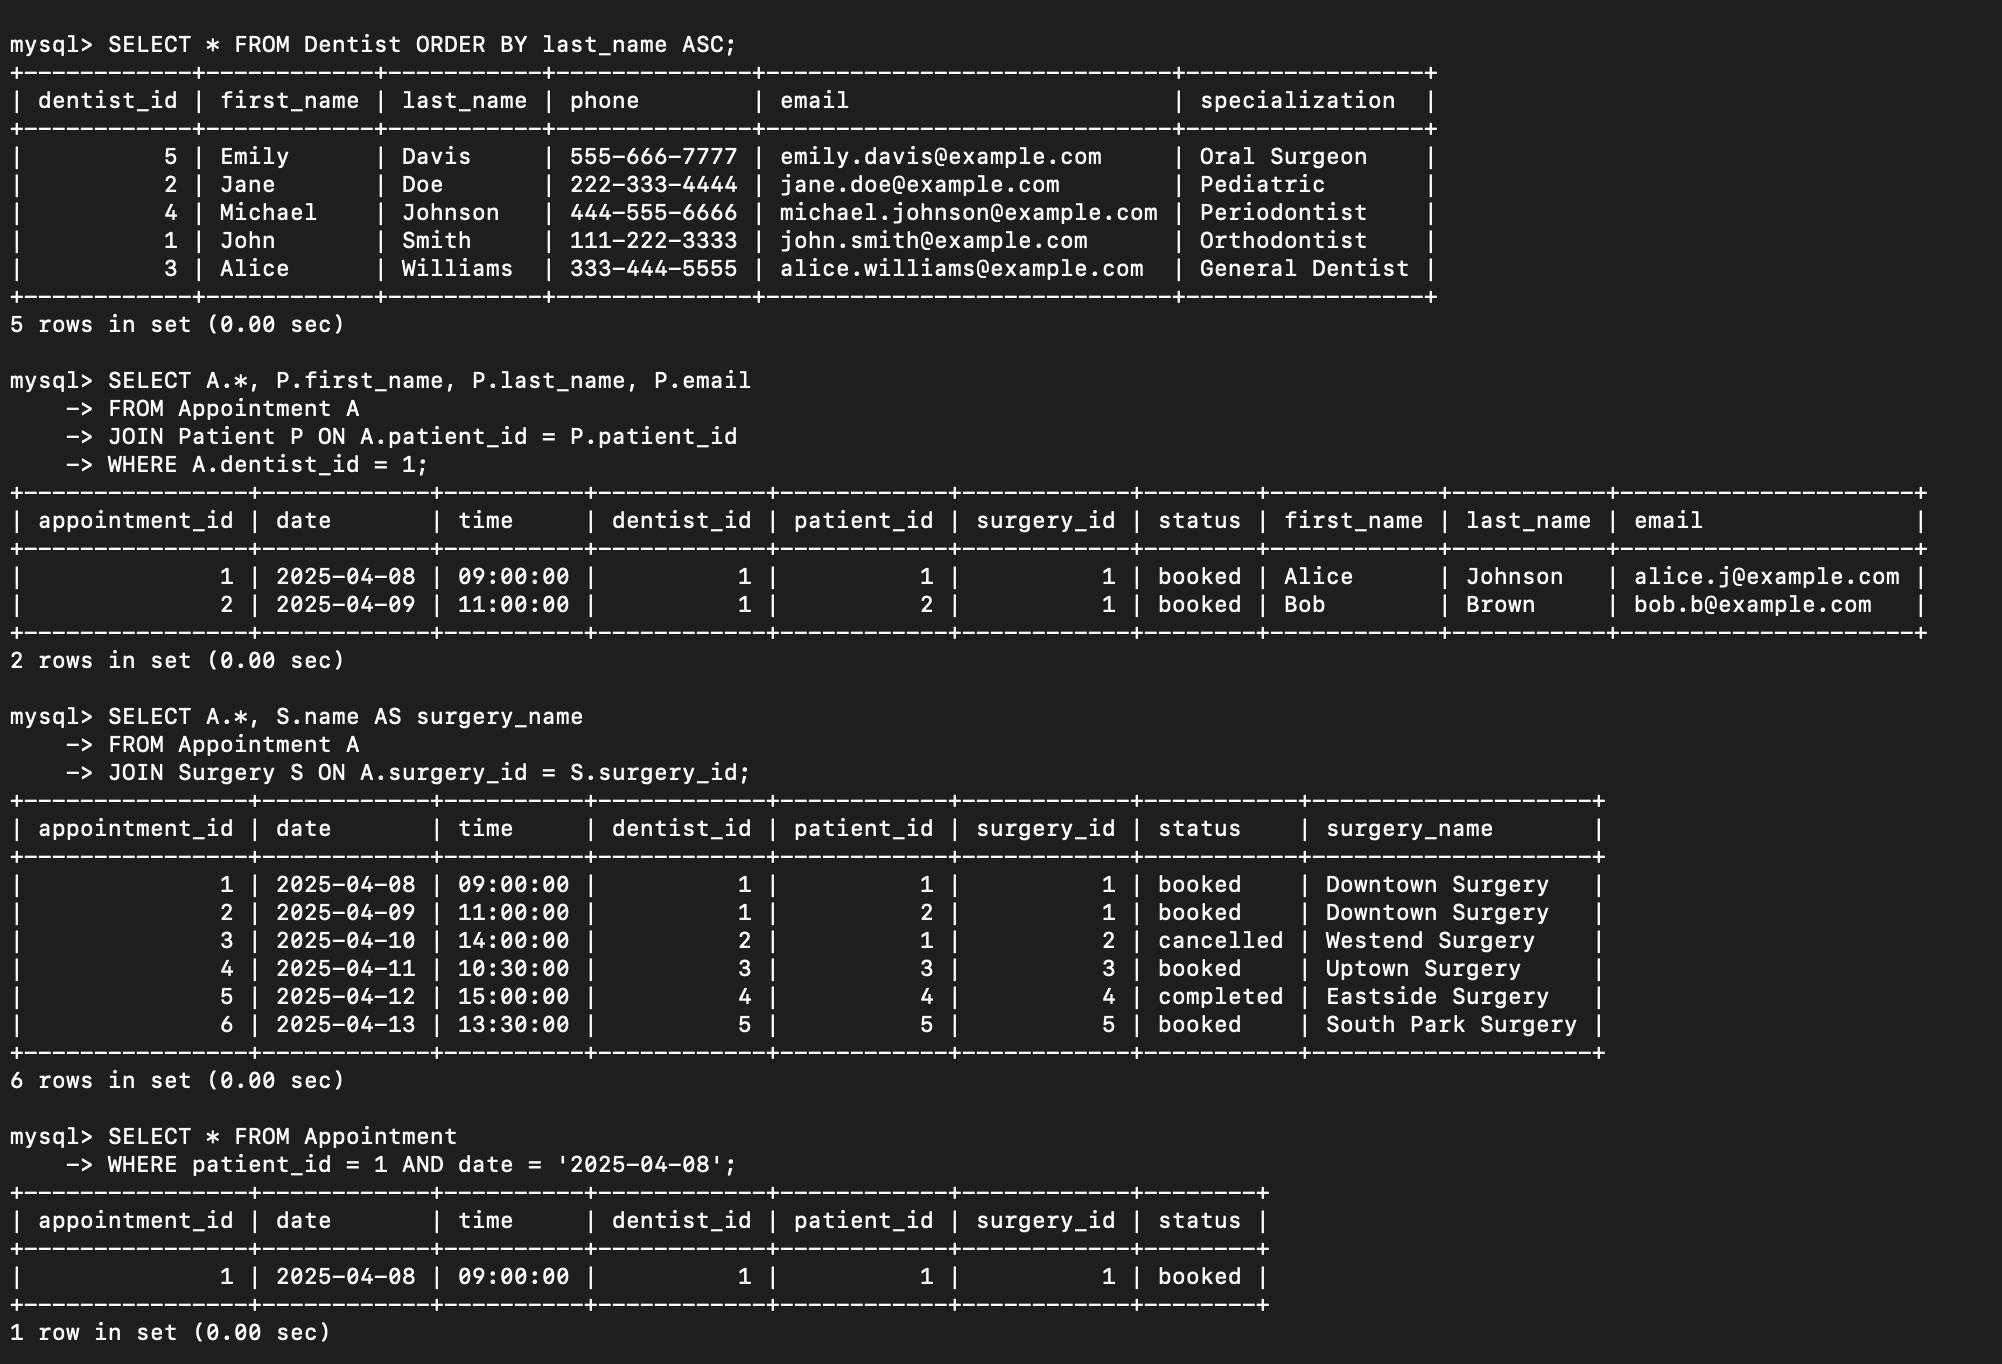 mysql> SELECT * FROM Dentist ORDER BY last_name ASC;
+------------+------------+-----------+--------------+-----------------------------+-----------------+
| dentist_id | first_name | last_name | phone        | email                       | specialization  |
+------------+------------+-----------+--------------+-----------------------------+-----------------+
|          5 | Emily      | Davis     | 555-666-7777 | emily.davis@example.com     | Oral Surgeon    |
|          2 | Jane       | Doe       | 222-333-4444 | jane.doe@example.com        | Pediatric       |
|          4 | Michael    | Johnson   | 444-555-6666 | michael.johnson@example.com | Periodontist    |
|          1 | John       | Smith     | 111-222-3333 | john.smith@example.com      | Orthodontist    |
|          3 | Alice      | Williams  | 333-444-5555 | alice.williams@example.com  | General Dentist |
+------------+------------+-----------+--------------+-----------------------------+-----------------+
5 rows in set (0.00 sec)

mysql> SELECT A.*, P.first_name, P.last_name, P.email
    -> FROM Appointment A
    -> JOIN Patient P ON A.patient_id = P.patient_id
    -> WHERE A.dentist_id = 1;
+----------------+------------+----------+------------+------------+------------+--------+------------+-----------+---------------------+
| appointment_id | date       | time     | dentist_id | patient_id | surgery_id | status | first_name | last_name | email               |
+----------------+------------+----------+------------+------------+------------+--------+------------+-----------+---------------------+
|              1 | 2025-04-08 | 09:00:00 |          1 |          1 |          1 | booked | Alice      | Johnson   | alice.j@example.com |
|              2 | 2025-04-09 | 11:00:00 |          1 |          2 |          1 | booked | Bob        | Brown     | bob.b@example.com   |
+----------------+------------+----------+------------+------------+------------+--------+------------+-----------+---------------------+
2 rows in set (0.00 sec)

mysql> SELECT A.*, S.name AS surgery_name
    -> FROM Appointment A
    -> JOIN Surgery S ON A.surgery_id = S.surgery_id;
+----------------+------------+----------+------------+------------+------------+-----------+--------------------+
| appointment_id | date       | time     | dentist_id | patient_id | surgery_id | status    | surgery_name       |
+----------------+------------+----------+------------+------------+------------+-----------+--------------------+
|              1 | 2025-04-08 | 09:00:00 |          1 |          1 |          1 | booked    | Downtown Surgery   |
|              2 | 2025-04-09 | 11:00:00 |          1 |          2 |          1 | booked    | Downtown Surgery   |
|              3 | 2025-04-10 | 14:00:00 |          2 |          1 |          2 | cancelled | Westend Surgery    |
|              4 | 2025-04-11 | 10:30:00 |          3 |          3 |          3 | booked    | Uptown Surgery     |
|              5 | 2025-04-12 | 15:00:00 |          4 |          4 |          4 | completed | Eastside Surgery   |
|              6 | 2025-04-13 | 13:30:00 |          5 |          5 |          5 | booked    | South Park Surgery |
+----------------+------------+----------+------------+------------+------------+-----------+--------------------+
6 rows in set (0.00 sec)

mysql> SELECT * FROM Appointment
    -> WHERE patient_id = 1 AND date = '2025-04-08';
+----------------+------------+----------+------------+------------+------------+--------+
| appointment_id | date       | time     | dentist_id | patient_id | surgery_id | status |
+----------------+------------+----------+------------+------------+------------+--------+
|              1 | 2025-04-08 | 09:00:00 |          1 |          1 |          1 | booked |
+----------------+------------+----------+------------+------------+------------+--------+
1 row in set (0.00 sec)